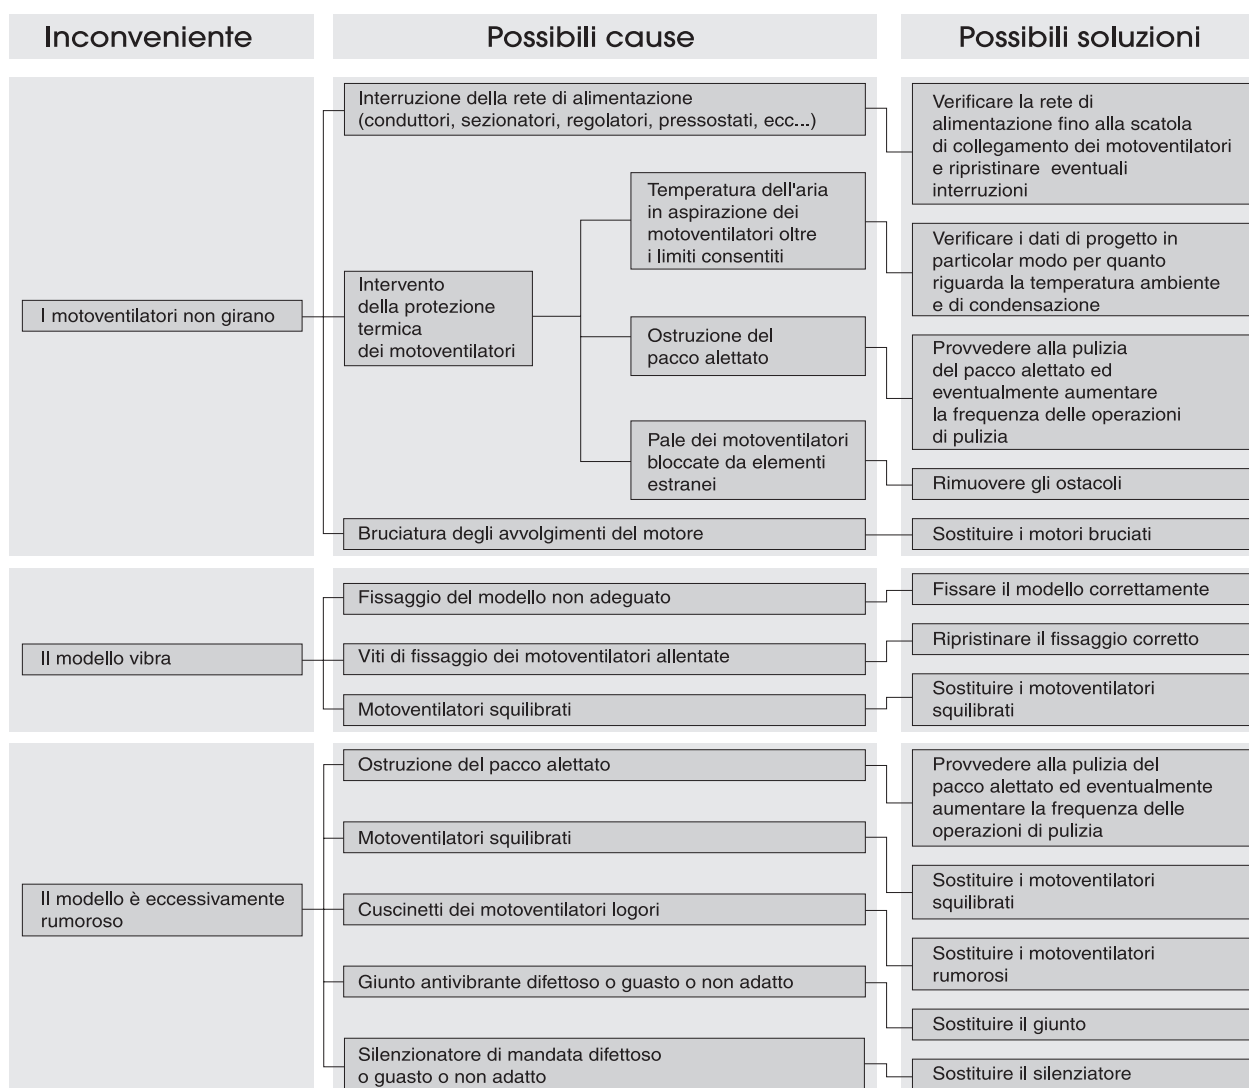 Inconveniente
Possibili cause
Possibili soluzioni
I motoventilatori non girano
Interruzione della rete di alimentazione
(conduttori, sezionatori, regolatori, pressostati, ecc...)
Verificare la rete di
alimentazione fino alla scatola
di collegamento dei motoventilatori
e ripristinare eventuali
interruzioni
Intervento
della protezione
termica
dei motoventilatori
Temperatura dell'aria
in aspirazione dei
motoventilatori oltre
i limiti consentiti
Verificare i dati di progetto in
particolar modo per quanto
riguarda la temperatura ambiente
e di condensazione
Ostruzione del
pacco alettato
Provvedere alla pulizia
del pacco alettato ed
eventualmente aumentare
la frequenza delle operazioni
di pulizia
Pale dei motoventilatori
bloccate da elementi
estranei
Rimuovere gli ostacoli
Bruciatura degli avvolgimenti del motore
Sostituire i motori bruciati
Il modello vibra
Fissaggio del modello non adeguato
Fissare il modello correttamente
Viti di fissaggio dei motoventilatori allentate
Ripristinare il fissaggio corretto
Motoventilatori squilibrati
Sostituire i motoventilatori
squilibrati
Il modello è eccessivamente
rumoroso
Ostruzione del pacco alettato
Provvedere alla pulizia del
pacco alettato ed eventualmente
aumentare la frequenza delle
operazioni di pulizia
Motoventilatori squilibrati
Sostituire i motoventilatori
squilibrati
Cuscinetti dei motoventilatori logori
Sostituire i motoventilatori
rumorosi
Giunto antivibrante difettoso o guasto o non adatto
Sostituire il giunto
Silenzionatore di mandata difettoso
o guasto o non adatto
Sostituire il silenziatore